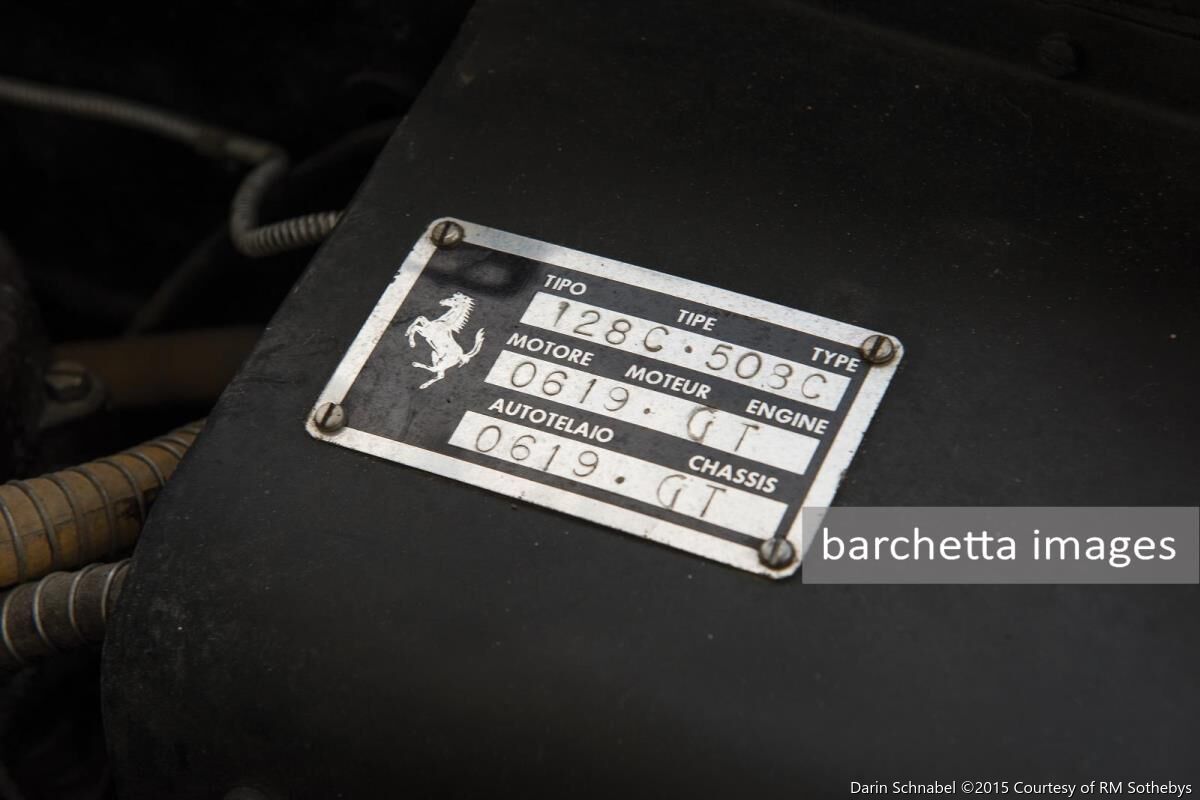 TIPO TIPE TYPE
128C·508C
MOTORE MOTEUR ENGINE
0619· GT
AUTOTELAIO CHASSIS
0619· GT
barchetta images
Darin Schnabel ©2015 Courtesy of RM Sothebys